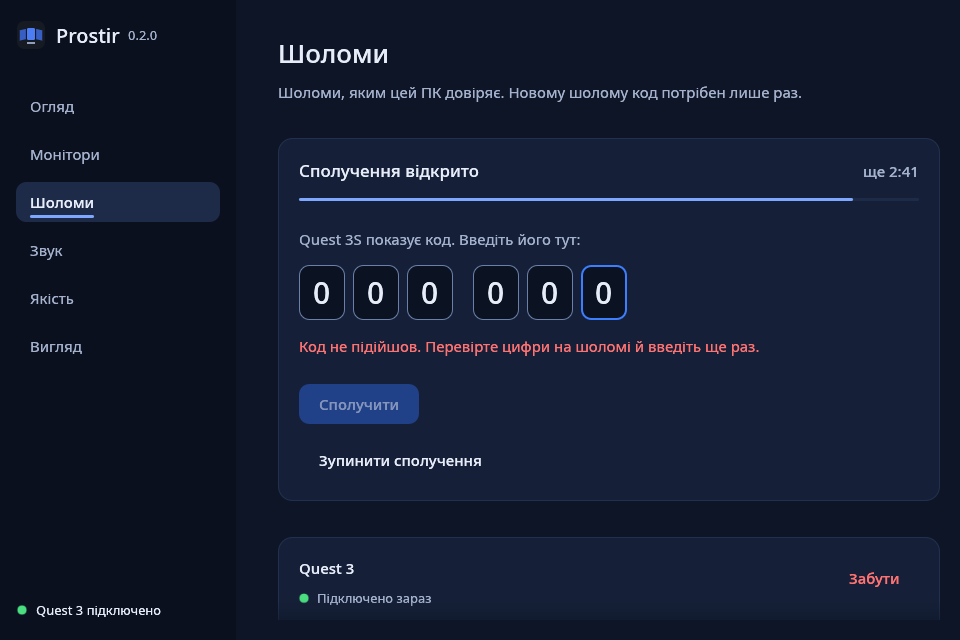 Prostir 0.2.0
Огляд
Монітори
Шоломи
Звук
Якість
Вигляд
Quest 3 підключено
Шоломи
Шоломи, яким цей ПК довіряє. Новому шолому код потрібен лише раз.
Сполучення відкрито
ще 2:41
Quest 3S показує код. Введіть його тут:
0 0 0 0 0 0
Код не підійшов. Перевірте цифри на шоломі й введіть ще раз.
Сполучити
Зупинити сполучення
Quest 3
Підключено зараз
Забути